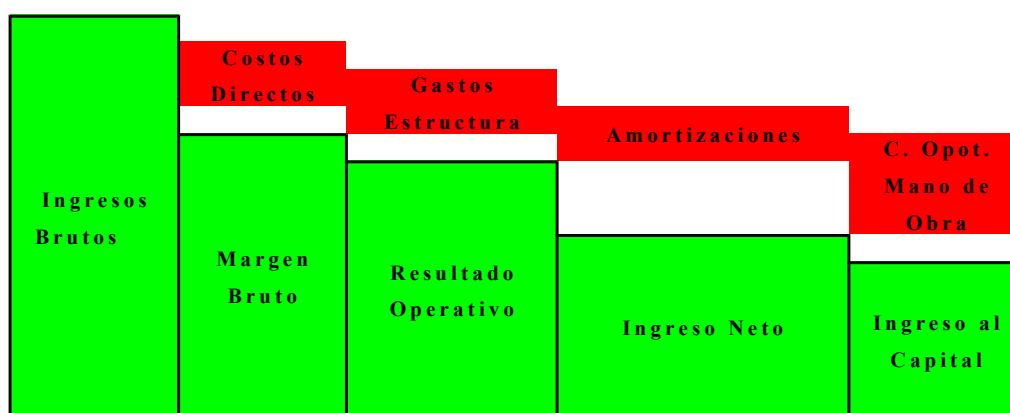 Ingresos
Brutos
Costos
Directos
Margen
Bruto
Gastos
Estructura
Resultado
Operativo
Amortizaciones
Ingreso Neto
C. Opot.
Mano de
Obra
Ingreso al
Capital